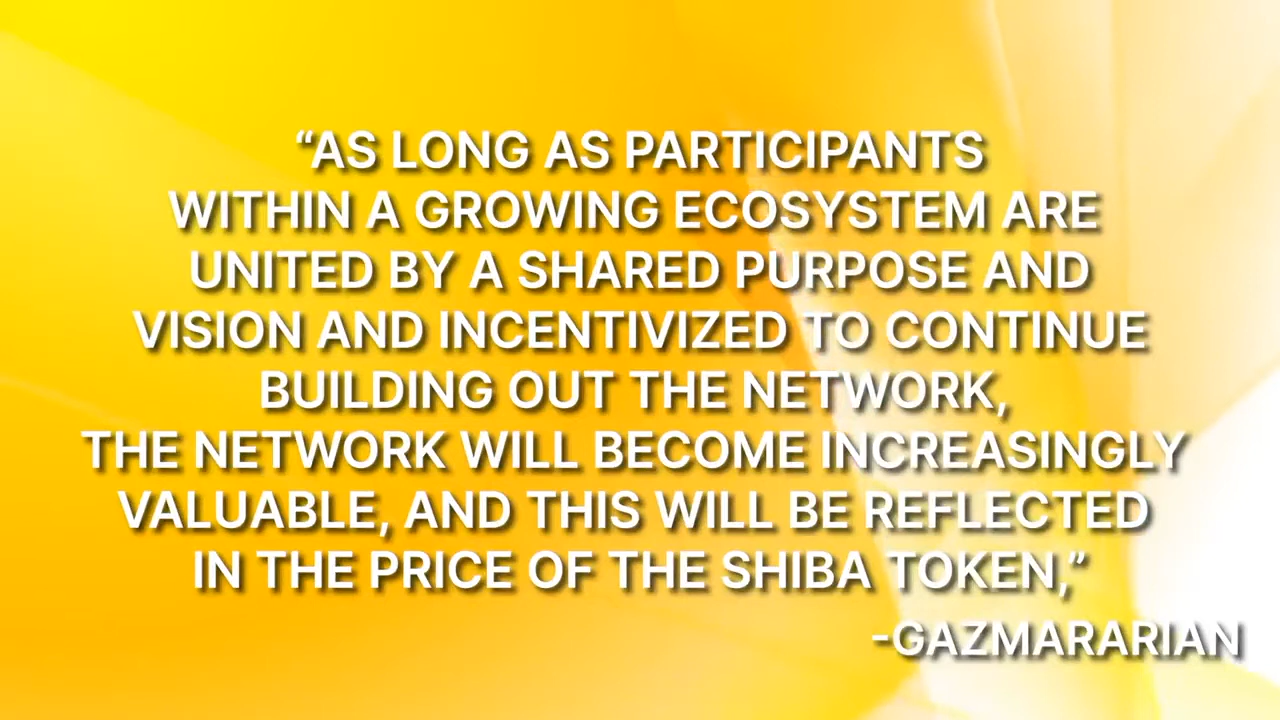 “AS LONG AS PARTICIPANTS
WITHIN A GROWING ECOSYSTEM ARE
UNITED BY A SHARED PURPOSE AND
VISION AND INCENTIVIZED TO CONTINUE
BUILDING OUT THE NETWORK,
THE NETWORK WILL BECOME INCREASINGLY
VALUABLE, AND THIS WILL BE REFLECTED
IN THE PRICE OF THE SHIBA TOKEN,”
-GAZMARARIAN